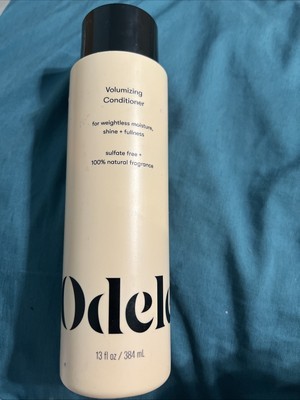 Volumizing
Conditioner
for weightless moisture,
shine + fullness
sulfate free +
100% natural fragrance
Odele
13 fl oz / 384 mL